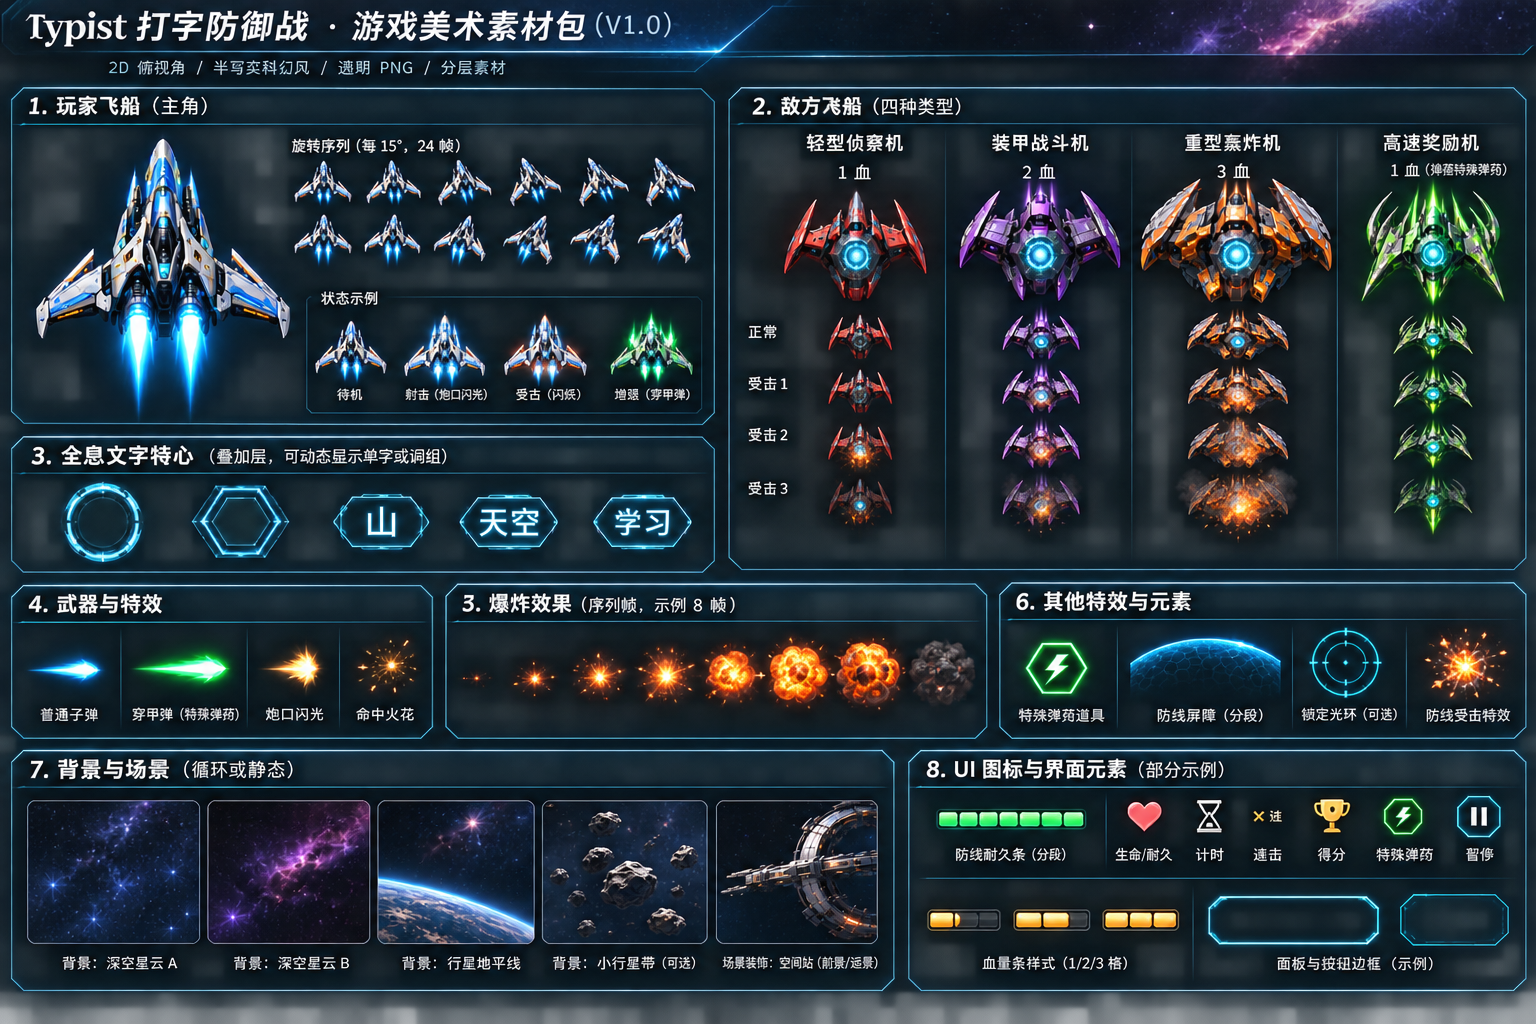 Typist 打字防御战 · 游戏美术素材包 (V1.0)
2D 俯视角 / 半写实科幻风 / 透明 PNG / 分层素材
1. 玩家飞船 (主角)
旋转序列 (每 15°, 24 帧)
状态示例
待机
射击 (炮口闪光)
受击 (闪烁)
增强 (穿甲弹)
2. 敌方飞船 (四种类型)
轻型侦察机
1 血
装甲战斗机
2 血
重型轰炸机
3 血
高速奖励机
1 血 (掉落特殊弹药)
正常
受击 1
受击 2
受击 3
3. 全息文字特心 (叠加层, 可动态显示单字或调组)
山
天空
学习
4. 武器与特效
普通子弹
穿甲弹 (特殊弹药)
炮口闪光
命中火花
3. 爆炸效果 (序列帧, 示例 8 帧)
6. 其他特效与元素
特殊弹药道具
防线屏障 (分段)
锁定光环 (可选)
防线受击特效
7. 背景与场景 (循环或静态)
背景: 深空星云 A
背景: 深空星云 B
背景: 行星地平线
背景: 小行星带 (可选)
场景装饰: 空间站 (前景/远景)
8. UI 图标与界面元素 (部分示例)
防线耐久条 (分段)
生命/耐久
计时
× 连
连击
得分
特殊弹药
暂停
血量条样式 (1/2/3 格)
面板与按钮边框 (示例)